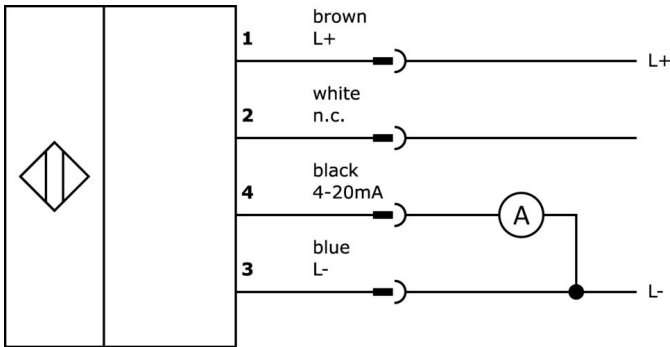 brown
1 L+ L+
white
2 n.c.
black
4 4-20mA A
blue
3 L- L-